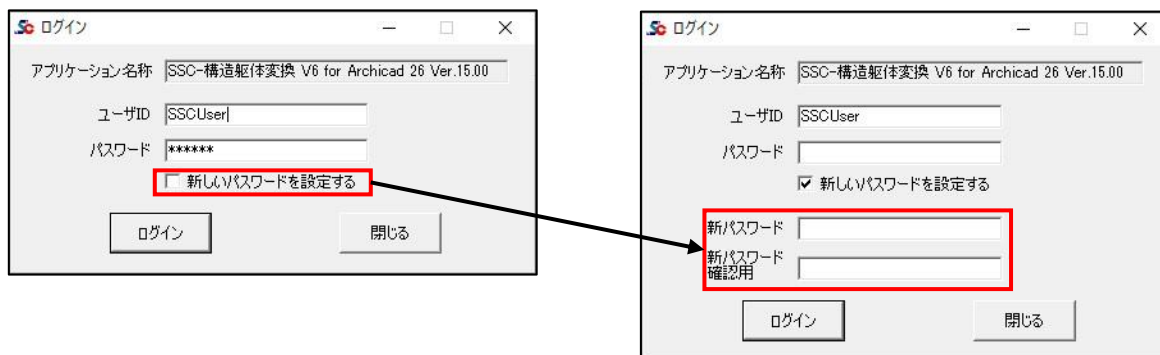 Sc ログイン
アプリケーション名称 SSC-構造躯体変換 V6 for Archicad 26 Ver.15.00
ユーザID SSCUser
パスワード ******
新しいパスワードを設定する
ログイン 閉じる
Sc ログイン
アプリケーション名称 SSC-構造躯体変換 V6 for Archicad 26 Ver.15.00
ユーザID SSCUser
パスワード
新しいパスワードを設定する
新パスワード
新パスワード
確認用
ログイン 閉じる